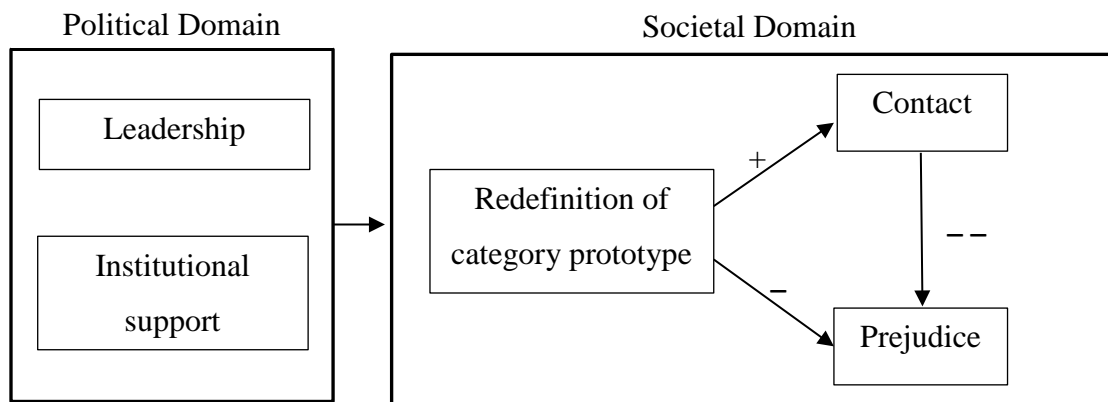 Political Domain
Societal Domain
Leadership
Institutional
support
Redefinition of
category prototype
Contact
+
−
− −
Prejudice